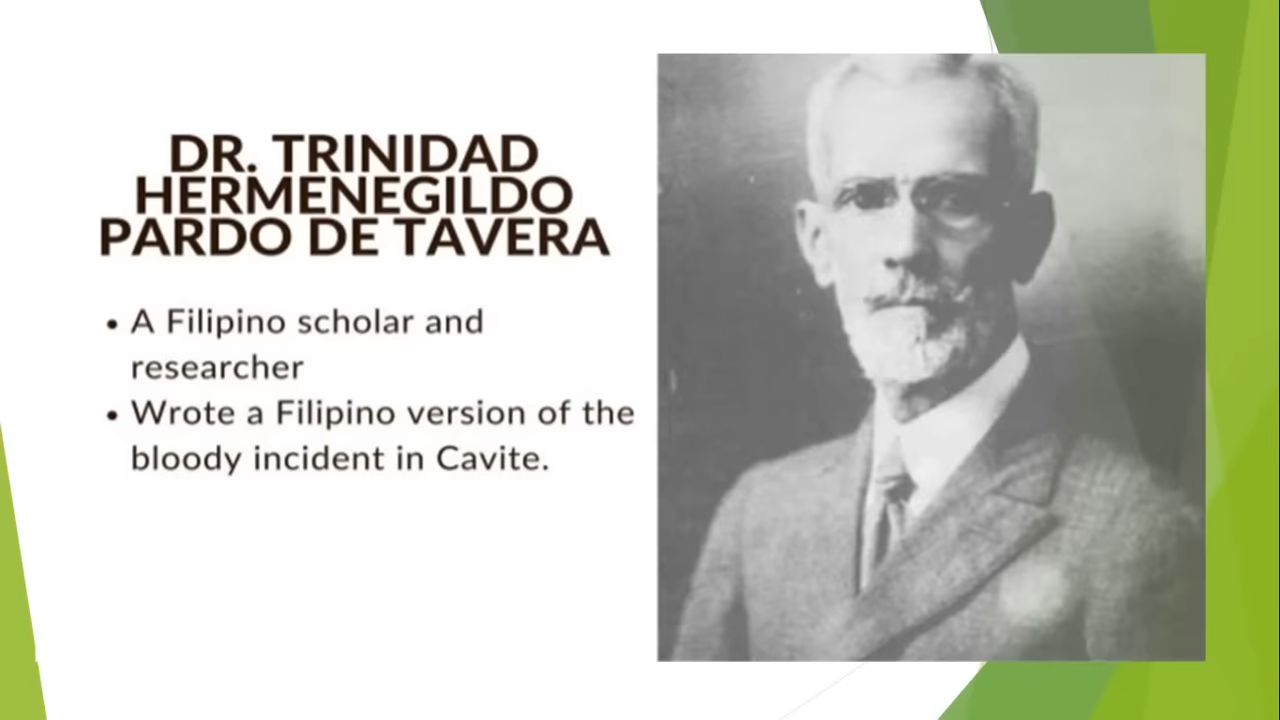 DR. TRINIDAD
HERMENEGILDO
PARDO DE TAVERA
• A Filipino scholar and
researcher
• Wrote a Filipino version of the
bloody incident in Cavite.